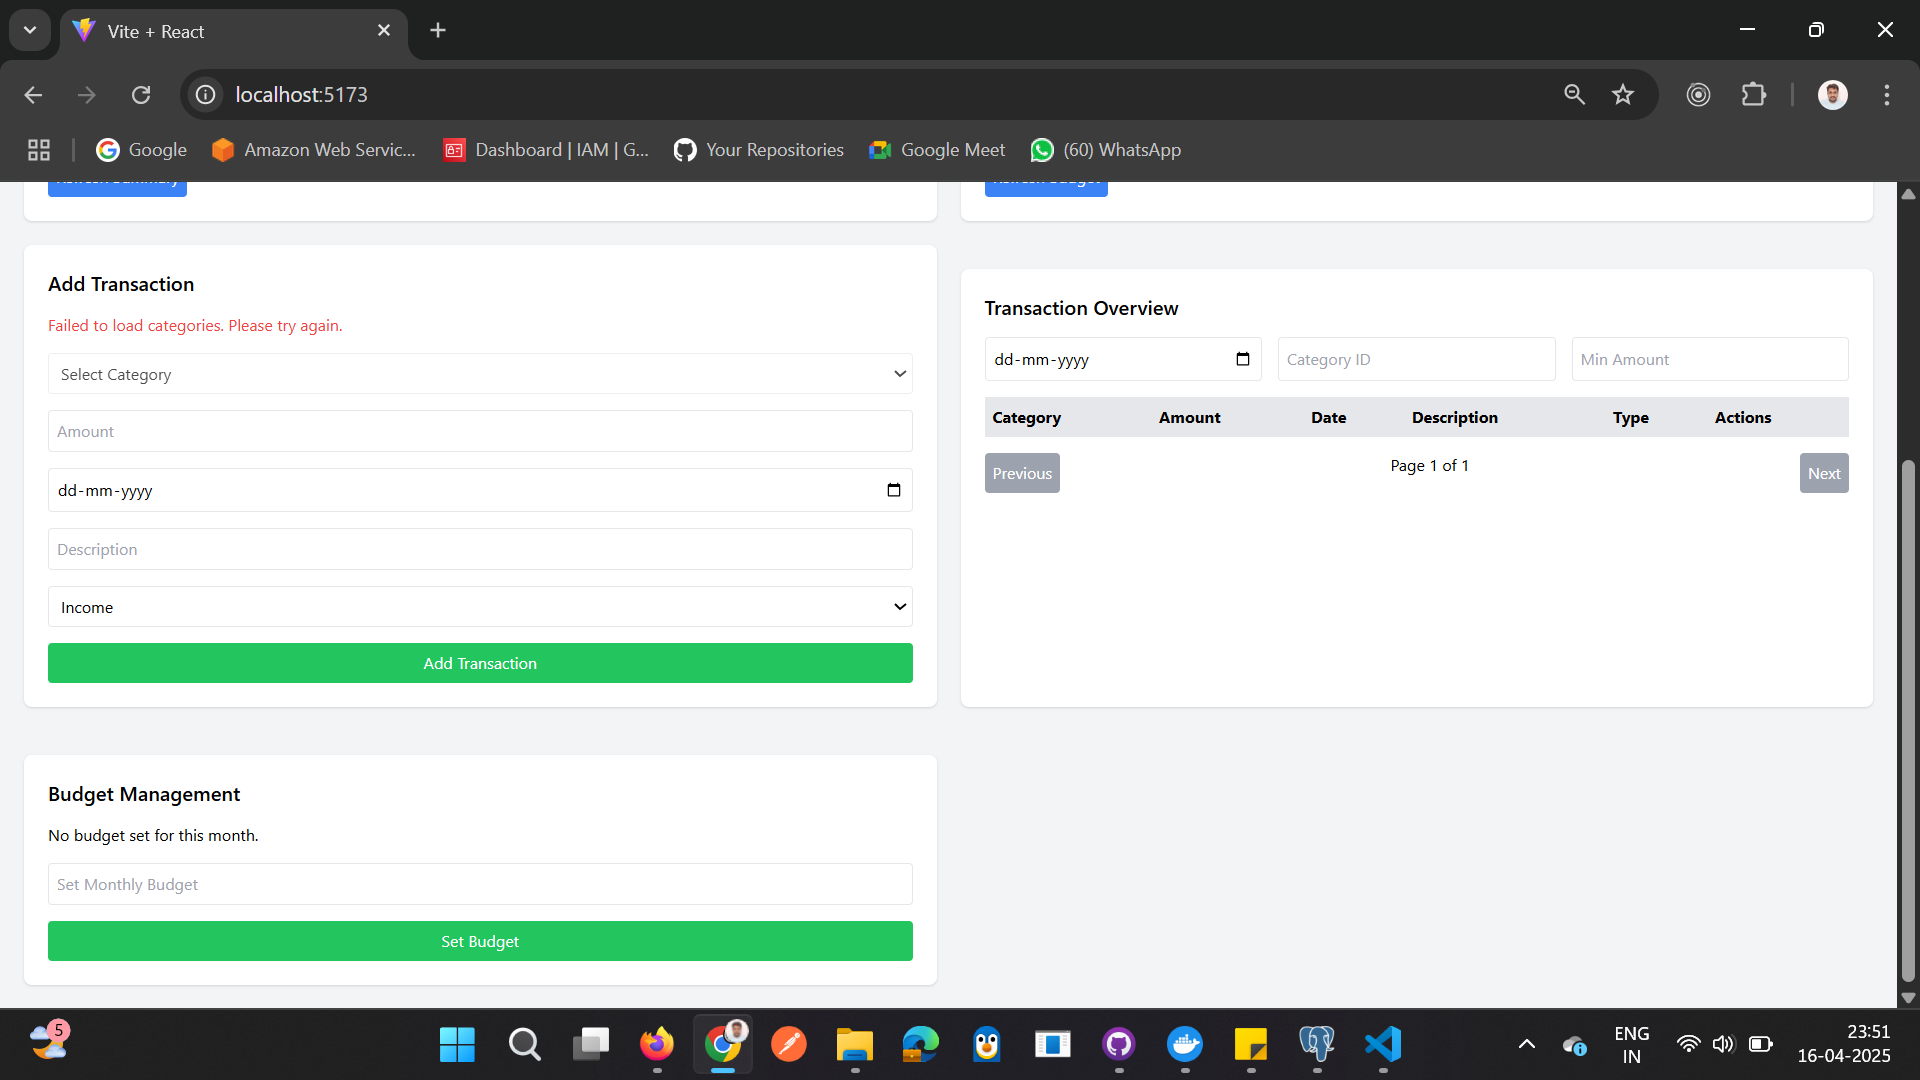 Vite + React
localhost:5173
Google
Amazon Web Servic...
Dashboard | IAM | G...
Your Repositories
Google Meet
(60) WhatsApp
Refresh Summary
Refresh Budget
Add Transaction
Failed to load categories. Please try again.
Select Category
Amount
dd-mm-yyyy
Description
Income
Add Transaction
Transaction Overview
dd-mm-yyyy
Category ID
Min Amount
Category Amount Date Description Type Actions
Previous
Page 1 of 1
Next
Budget Management
No budget set for this month.
Set Monthly Budget
Set Budget
5
ENG
IN
23:51
16-04-2025